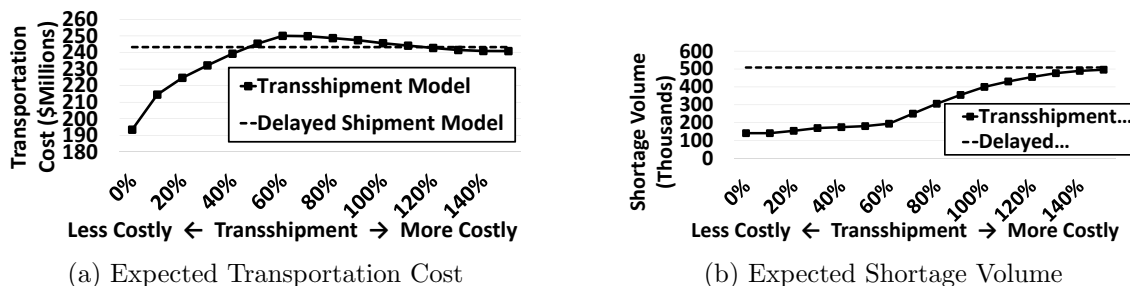 Transportation
Cost ($Millions)
260
250
240
230
220
210
200
190
180
Transshipment Model
Delayed Shipment Model
0%
20%
40%
60%
80%
100%
120%
140%
Less Costly ← Transshipment → More Costly
(a) Expected Transportation Cost
Shortage Volume
(Thousands)
600
500
400
300
200
100
0
Transshipment...
Delayed...
0%
20%
40%
60%
80%
100%
120%
140%
Less Costly ← Transshipment → More Costly
(b) Expected Shortage Volume